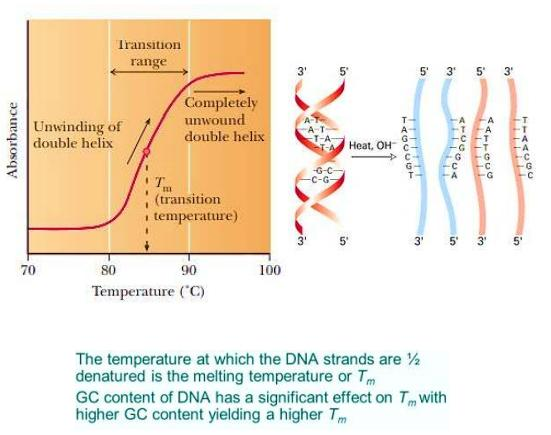 Transition
range
Absorbance
Unwinding of
double helix
Completely
unwound
double helix
Tm
(transition
temperature)
70 80 90 100
Temperature (˚C)
3' 5'
A-T
A-T
T-A
T-A
G-C
C-G
3' 5'
Heat, OH⁻
5' 3' 5' 3'
T
A
G
C
C
G
T
A
T
C
G
G
C
A
A
A
T
T
G
C
G
T
T
A
A
C
G
C
3' 5' 3' 5'
The temperature at which the DNA strands are ½
denatured is the melting temperature or Tm
GC content of DNA has a significant effect on Tm with
higher GC content yielding a higher Tm